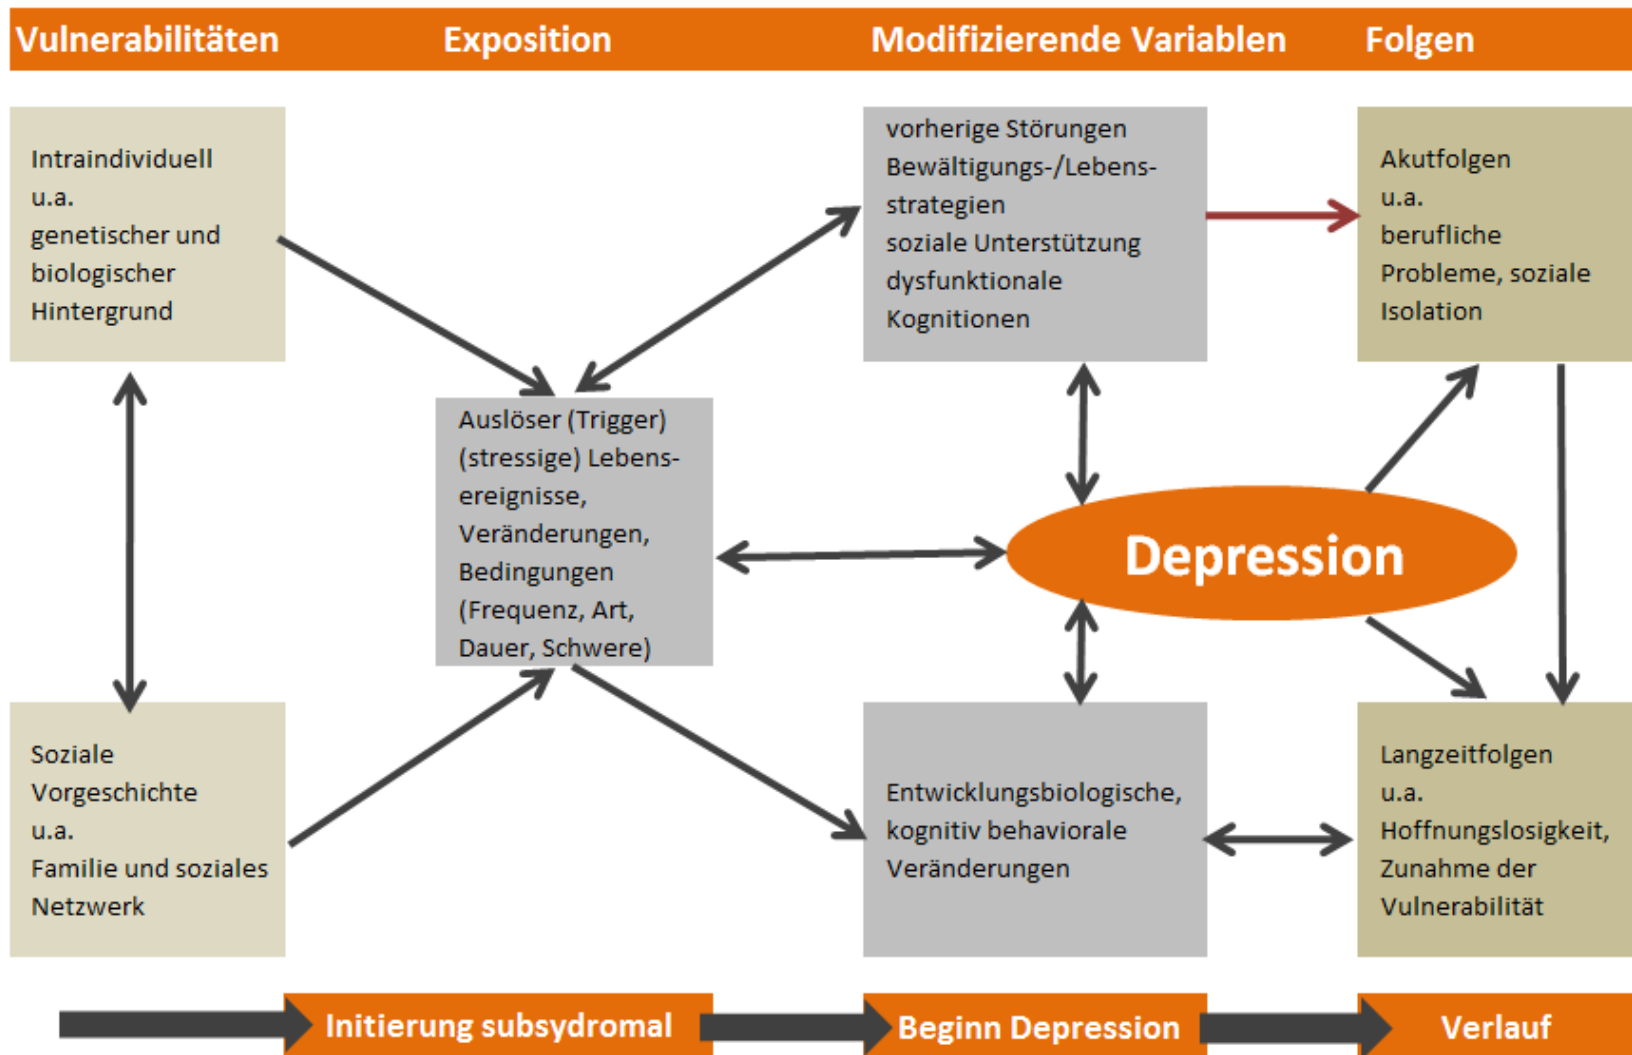 Vulnerabilitäten
Exposition
Modifizierende Variablen
Folgen
Intraindividuell
u.a.
genetischer und
biologischer
Hintergrund
vorherige Störungen
Bewältigungs-/Lebens-
strategien
soziale Unterstützung
dysfunktionale
Kognitionen
Akutfolgen
u.a.
berufliche
Probleme, soziale
Isolation
Auslöser (Trigger)
(stressige) Lebens-
ereignisse,
Veränderungen,
Bedingungen
(Frequenz, Art,
Dauer, Schwere)
Depression
Soziale
Vorgeschichte
u.a.
Familie und soziales
Netzwerk
Entwicklungsbiologische,
kognitiv behaviorale
Veränderungen
Langzeitfolgen
u.a.
Hoffnungslosigkeit,
Zunahme der
Vulnerabilität
Initierung subsydromal
Beginn Depression
Verlauf